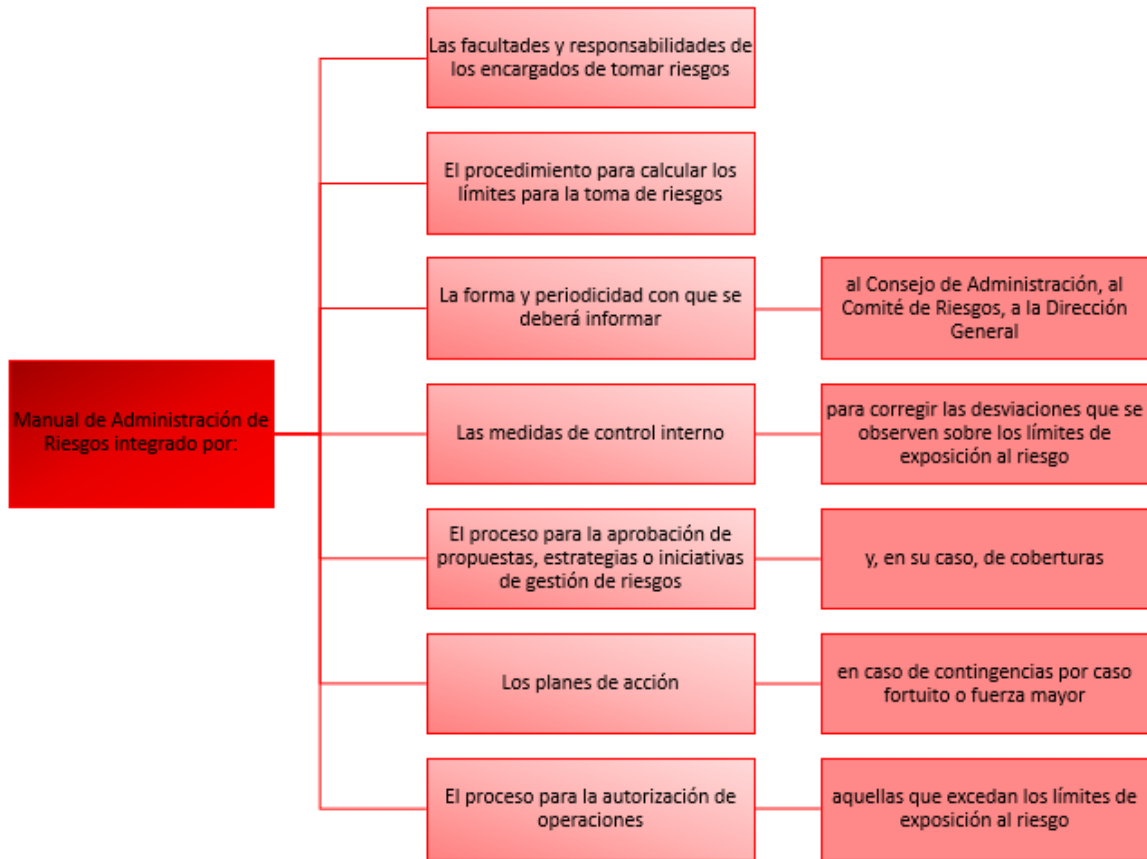 Las facultades y responsabilidades de
los encargados de tomar riesgos
El procedimiento para calcular los
límites para la toma de riesgos
La forma y periodicidad con que se
deberá informar
al Consejo de Administración, al
Comité de Riesgos, a la Dirección
General
Manual de Administración de
Riesgos integrado por:
Las medidas de control interno
para corregir las desviaciones que se
observen sobre los límites de
exposición al riesgo
El proceso para la aprobación de
propuestas, estrategias o iniciativas
de gestión de riesgos
y, en su caso, de coberturas
Los planes de acción
en caso de contingencias por caso
fortuito o fuerza mayor
El proceso para la autorización de
operaciones
aquellas que excedan los límites de
exposición al riesgo